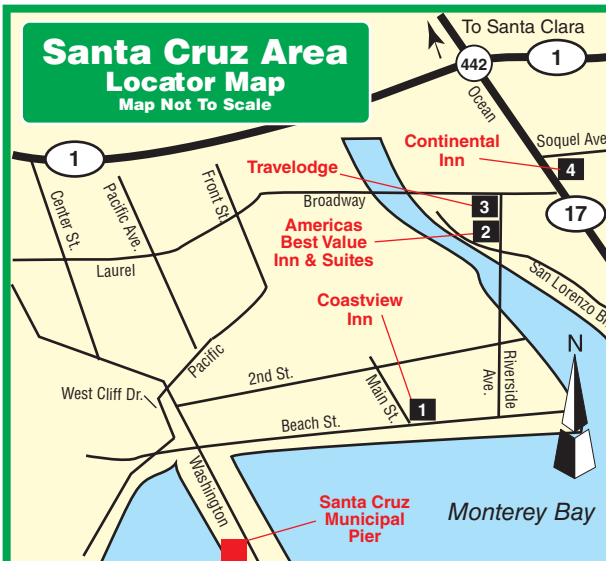 Santa Cruz Area
Locator Map
Map Not To Scale
To Santa Clara
442
1
Ocean
Soquel Ave
Continental
Inn
4
1
Travelodge
Center St.
Pacific Ave.
Front St.
Broadway
3
17
Americas
Best Value
Inn & Suites
2
Laurel
San Lorenzo B
Coastview
Inn
Pacific
2nd St.
Main St.
Riverside
Ave.
N
West Cliff Dr.
1
Beach St.
Washington
Santa Cruz
Municipal
Pier
Monterey Bay